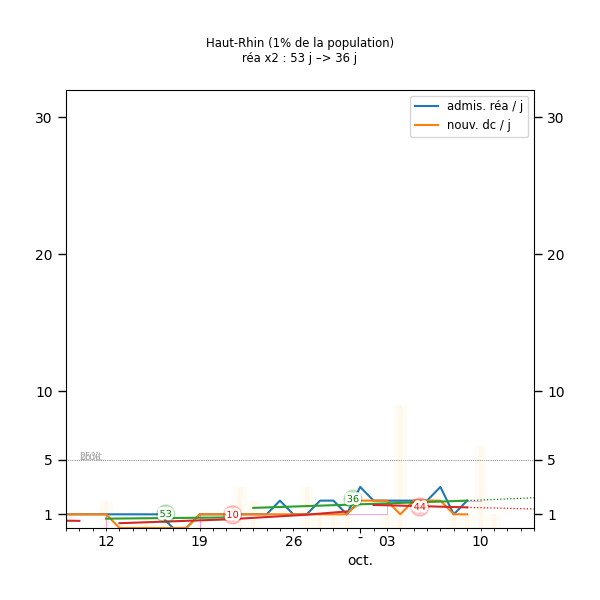 Haut-Rhin (1% de la population)
réa x2 : 53 j –> 36 j
admis. réa / j
nouv. dc / j
30 30
20 20
10 10
5 5
1 1
53
10
36
44
12 19 26 - 03 10
oct.